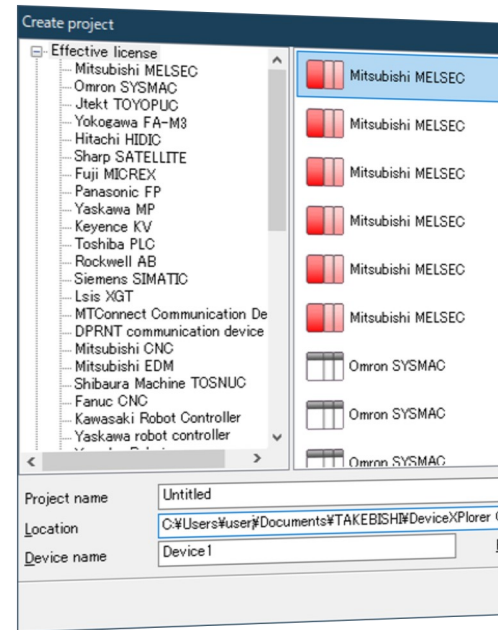 Create project
Effective license
Mitsubishi MELSEC
Omron SYSMAC
Jtekt TOYOPUC
Yokogawa FA-M3
Hitachi HIDIC
Sharp SATELLITE
Fuji MICREX
Panasonic FP
Yaskawa MP
Keyence KV
Toshiba PLC
Rockwell AB
Siemens SIMATIC
Lsis XGT
MTConnect Communication De
DPRNT communication device
Mitsubishi CNC
Mitsubishi EDM
Shibaura Machine TOSNUC
Fanuc CNC
Kawasaki Robot Controller
Yaskawa robot controller
Mitsubishi MELSEC
Mitsubishi MELSEC
Mitsubishi MELSEC
Mitsubishi MELSEC
Mitsubishi MELSEC
Mitsubishi MELSEC
Omron SYSMAC
Omron SYSMAC
Omron SYSMAC
Project name
Untitled
Location
C:¥Users¥userj¥Documents¥TAKEBISHI¥DeviceXPlorer
Device name
Device1